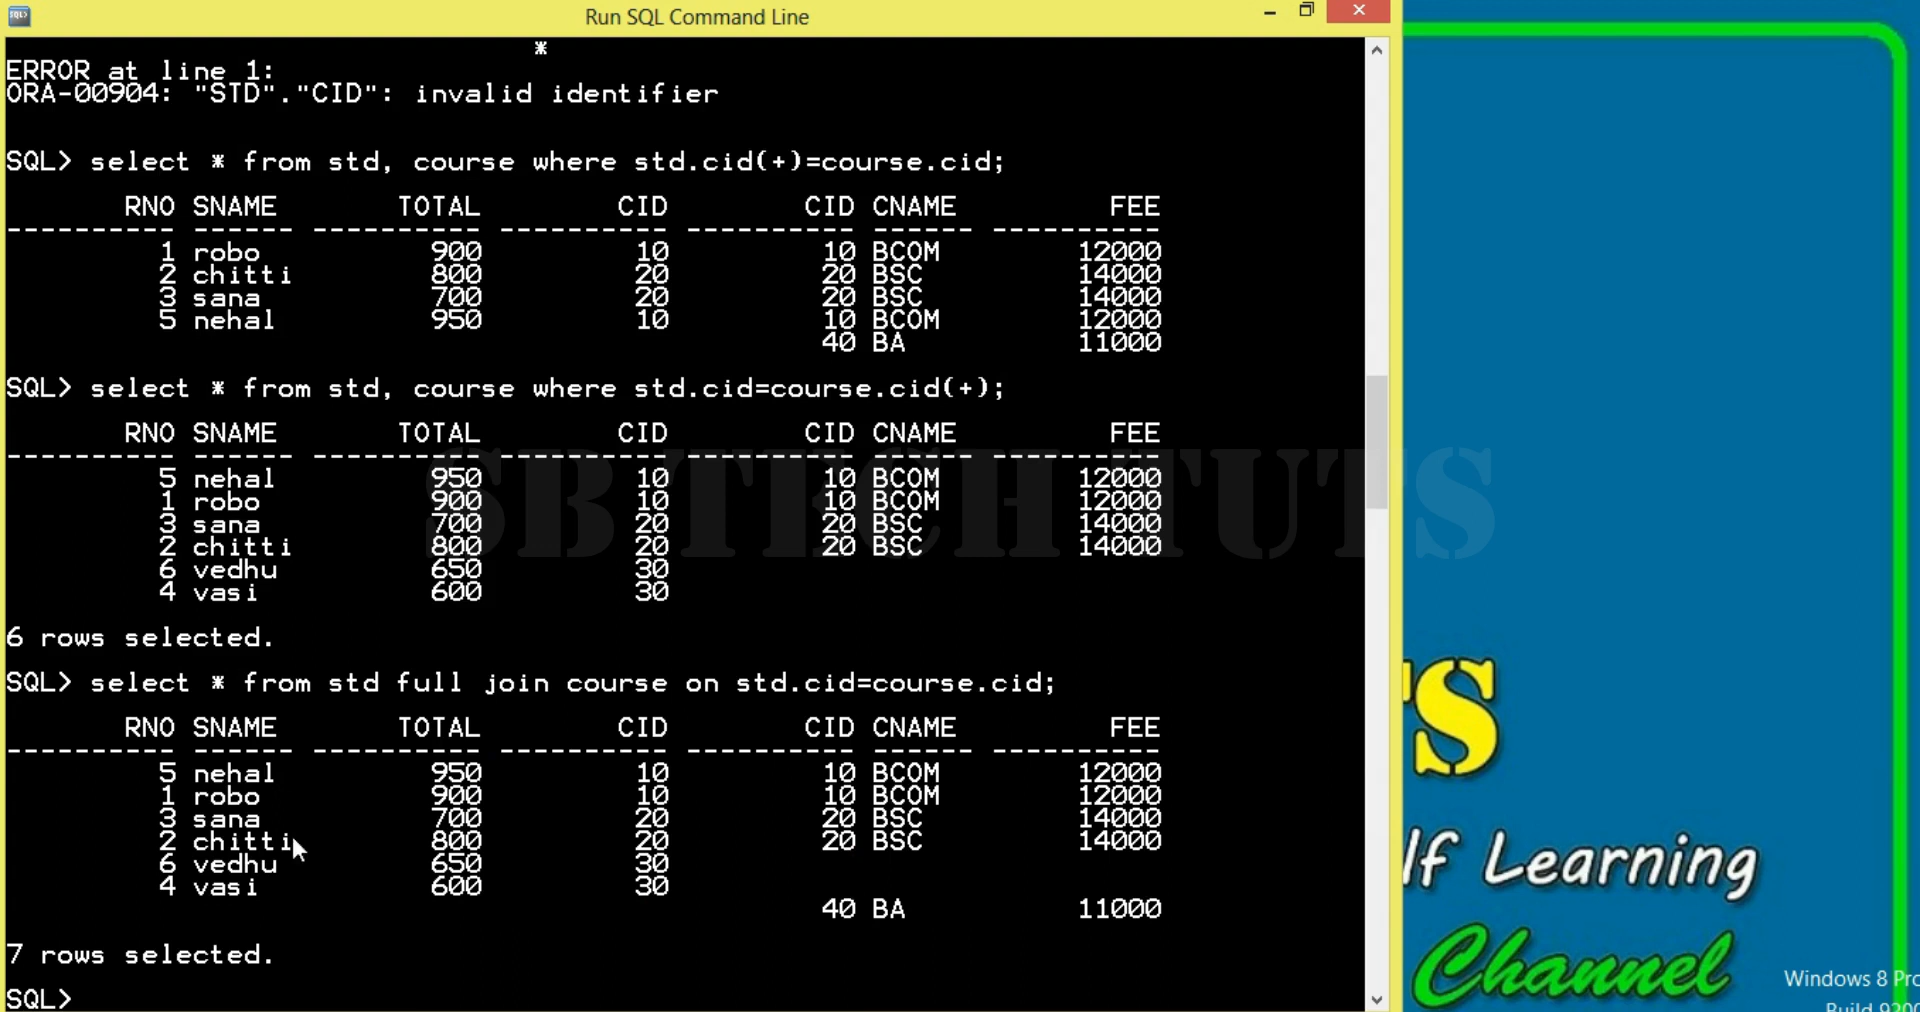 Run SQL Command Line
*
ERROR at line 1:
ORA-00904: "STD"."CID": invalid identifier
SQL> select * from std, course where std.cid(+)=course.cid;
RNO SNAME TOTAL CID CID CNAME FEE
---------- ------ ---------- ---------- ---------- ------ ----------
1 robo 900 10 10 BCOM 12000
2 chitti 800 20 20 BSC 14000
3 sana 700 20 20 BSC 14000
5 nehal 950 10 10 BCOM 12000
40 BA 11000
SQL> select * from std, course where std.cid=course.cid(+);
RNO SNAME TOTAL CID CID CNAME FEE
---------- ------ ---------- ---------- ---------- ------ ----------
5 nehal 950 10 10 BCOM 12000
1 robo 900 10 10 BCOM 12000
3 sana 700 20 20 BSC 14000
2 chitti 800 20 20 BSC 14000
6 vedhu 650 30
4 vasi 600 30
6 rows selected.
SQL> select * from std full join course on std.cid=course.cid;
RNO SNAME TOTAL CID CID CNAME FEE
---------- ------ ---------- ---------- ---------- ------ ----------
5 nehal 950 10 10 BCOM 12000
1 robo 900 10 10 BCOM 12000
3 sana 700 20 20 BSC 14000
2 chitti 800 20 20 BSC 14000
6 vedhu 650 30
4 vasi 600 30
40 BA 11000
7 rows selected.
SQL>
SB TECH TUTS
S
lf Learning
Channel
Windows 8 Pro
Build 920